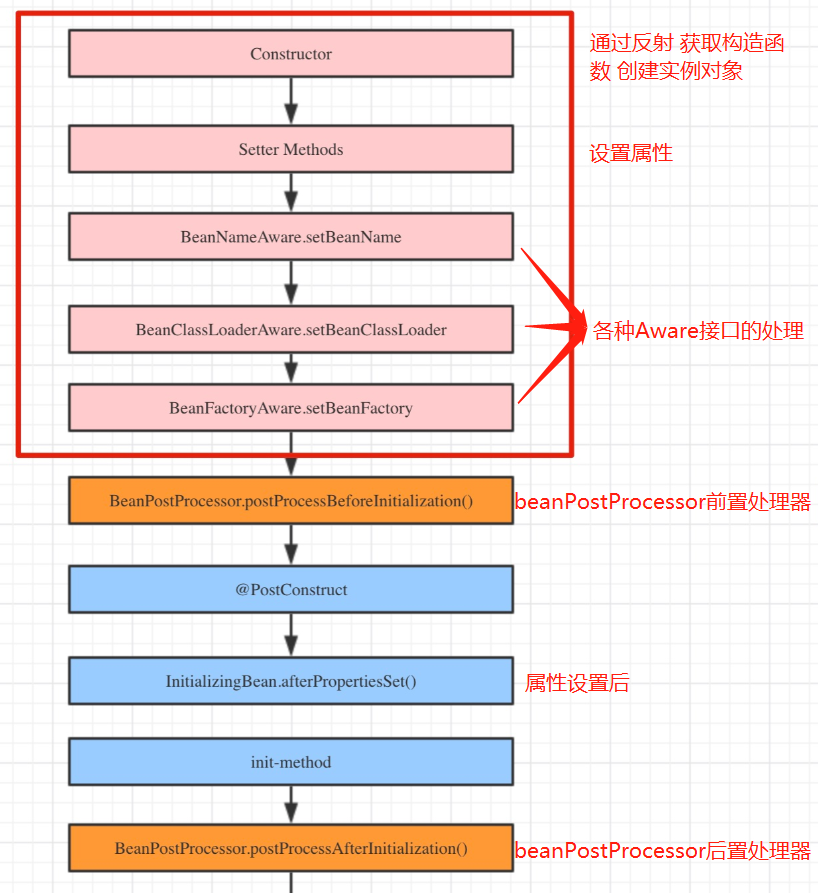 Constructor
通过反射 获取构造函
数 创建实例对象
Setter Methods
设置属性
BeanNameAware.setBeanName
BeanClassLoaderAware.setBeanClassLoader
各种Aware接口的处理
BeanFactoryAware.setBeanFactory
BeanPostProcessor.postProcessBeforeInitialization()
beanPostProcessor前置处理器
@PostConstruct
InitializingBean.afterPropertiesSet()
属性设置后
init-method
BeanPostProcessor.postProcessAfterInitialization()
beanPostProcessor后置处理器